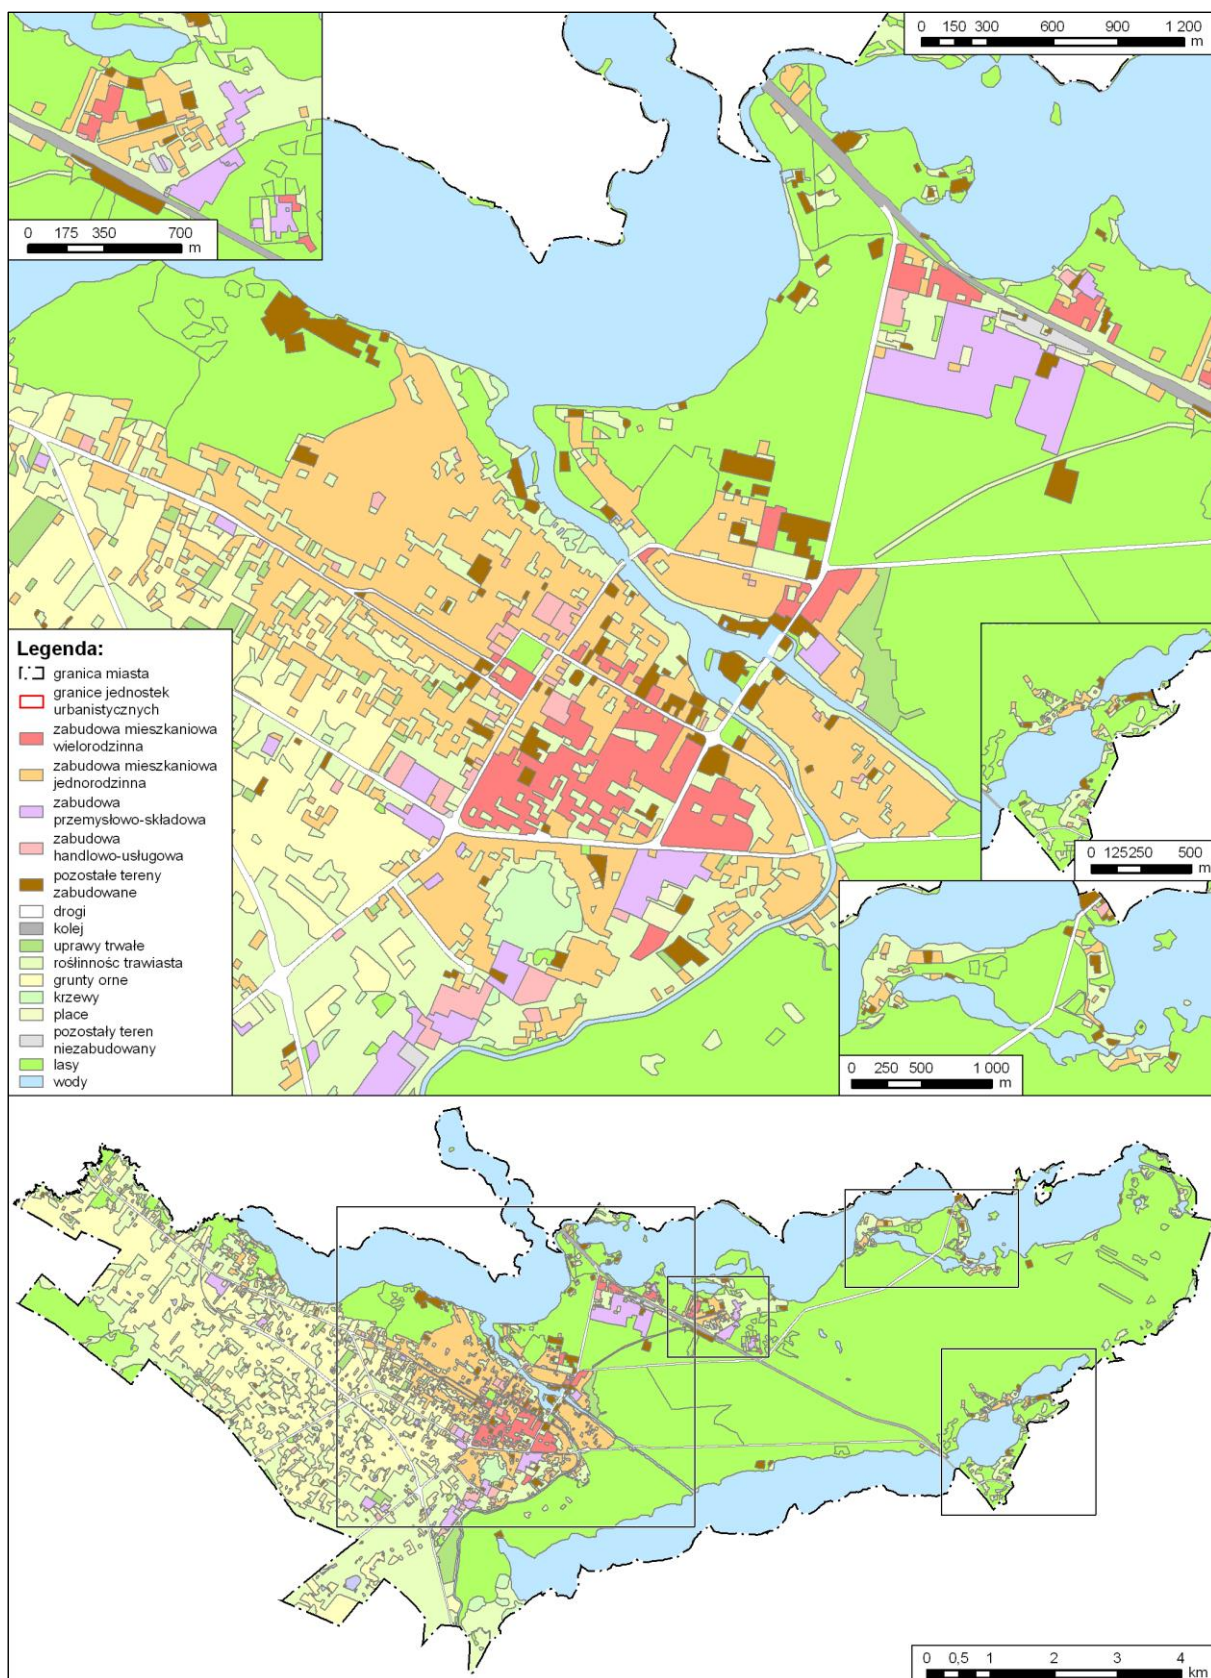 0 150 300 600 900 1 200
m
0 175 350 700
m
Legenda:
granica miasta
granice jednostek
urbanistycznych
zabudowa mieszkaniowa
wielorodzinna
zabudowa mieszkaniowa
jednorodzinna
zabudowa
przemysłowo-składowa
zabudowa
handlowo-usługowa
pozostałe tereny
zabudowane
drogi
kolej
uprawy trwałe
roślinnośc trawiasta
grunty orne
krzewy
place
pozostały teren
niezabudowany
lasy
wody
0 125250 500
m
0 250 500 1 000
m
0 0,5 1 2 3 4
km